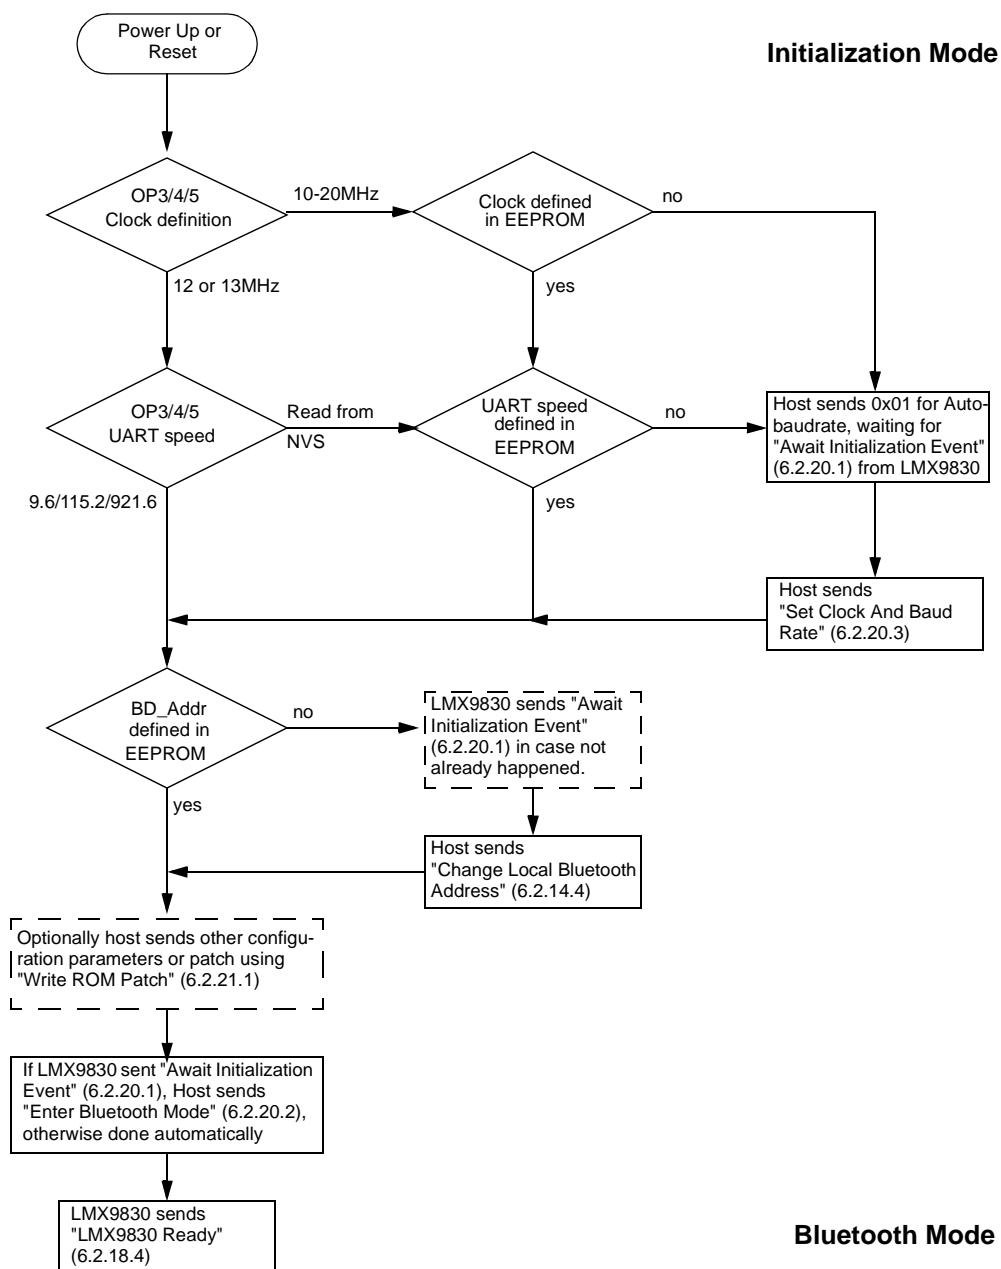 Power Up or
Reset
Initialization Mode
OP3/4/5
Clock definition
10-20MHz
Clock defined
in EEPROM
no
12 or 13MHz
yes
OP3/4/5
UART speed
Read from
NVS
UART speed
defined in
EEPROM
no
Host sends 0x01 for Auto-
baudrate, waiting for
"Await Initialization Event"
(6.2.20.1) from LMX9830
9.6/115.2/921.6
yes
Host sends
"Set Clock And Baud
Rate" (6.2.20.3)
BD_Addr
defined in
EEPROM
no
LMX9830 sends "Await
Initialization Event"
(6.2.20.1) in case not
already happened.
yes
Host sends
"Change Local Bluetooth
Address" (6.2.14.4)
Optionally host sends other configu-
ration parameters or patch using
"Write ROM Patch" (6.2.21.1)
If LMX9830 sent "Await Initialization
Event" (6.2.20.1), Host sends
"Enter Bluetooth Mode" (6.2.20.2),
otherwise done automatically
LMX9830 sends
"LMX9830 Ready"
(6.2.18.4)
Bluetooth Mode